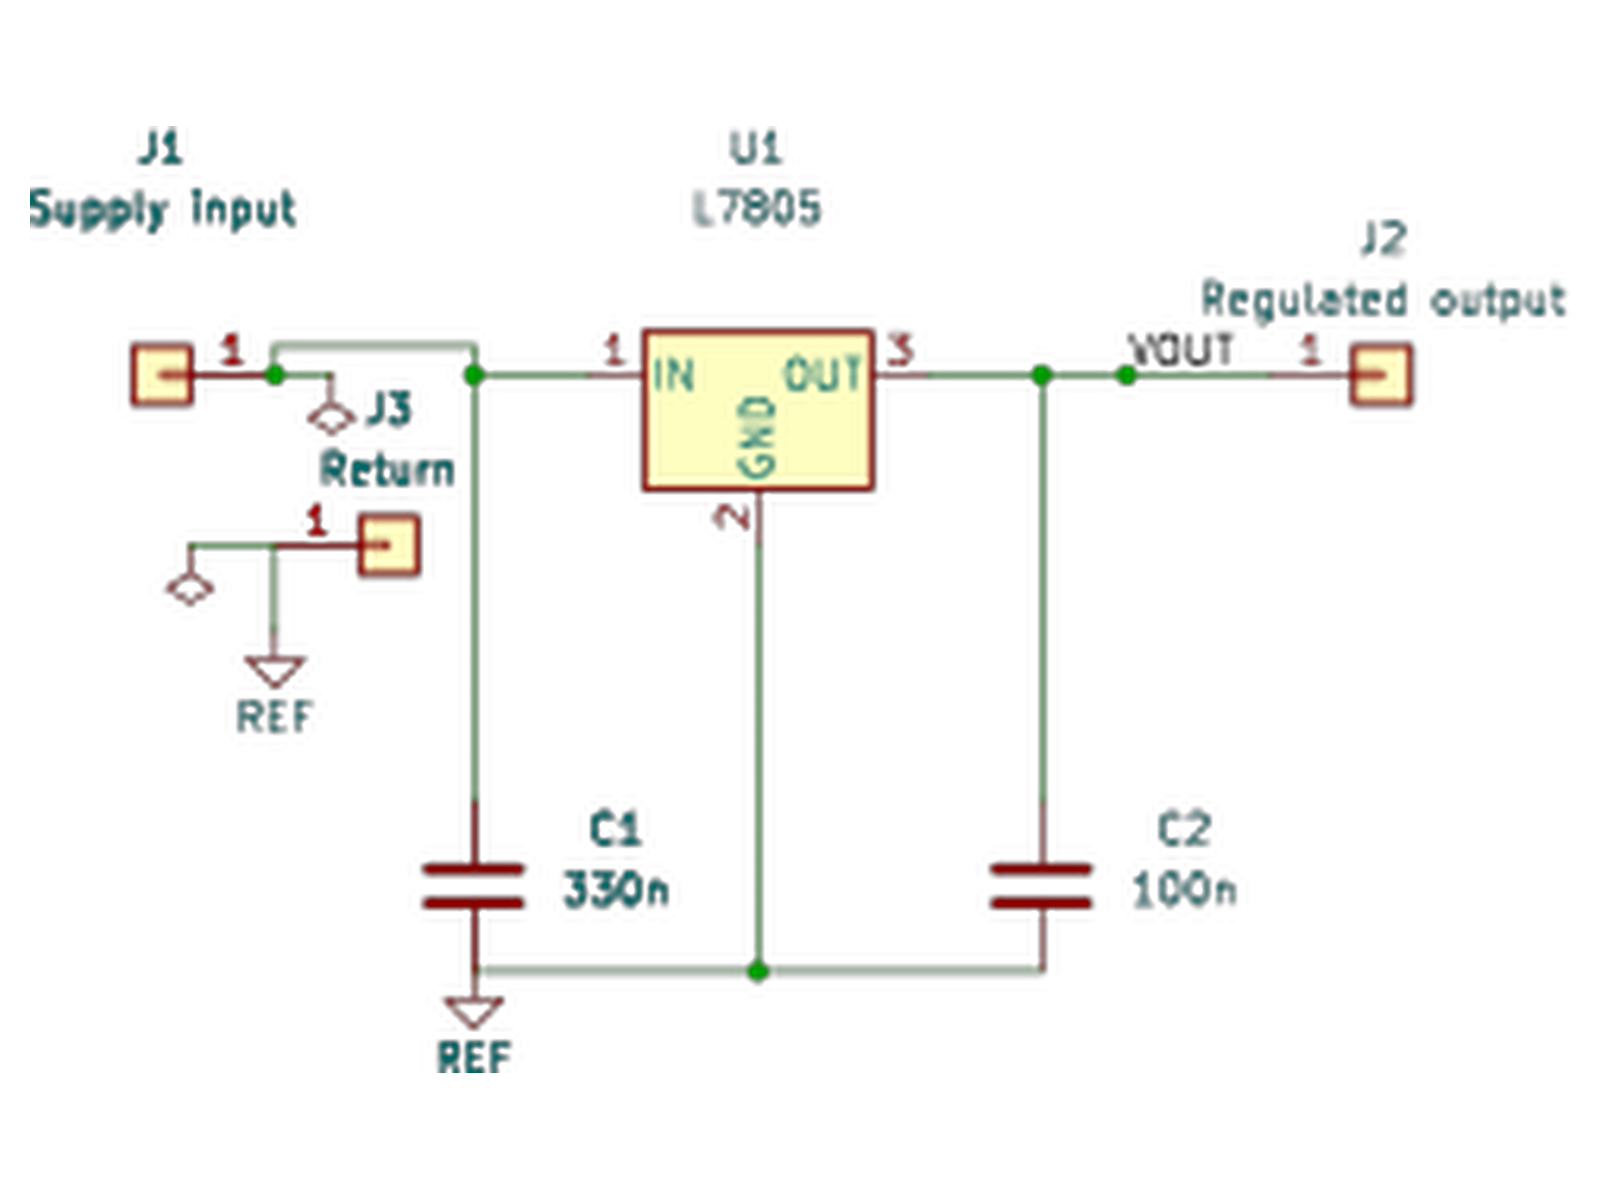 J1
Supply input
U1
L7805
J2
Regulated output
1
1
IN
OUT
GND
3
VOUT
1
2
J3
Return
1
REF
C1
330n
C2
100n
REF